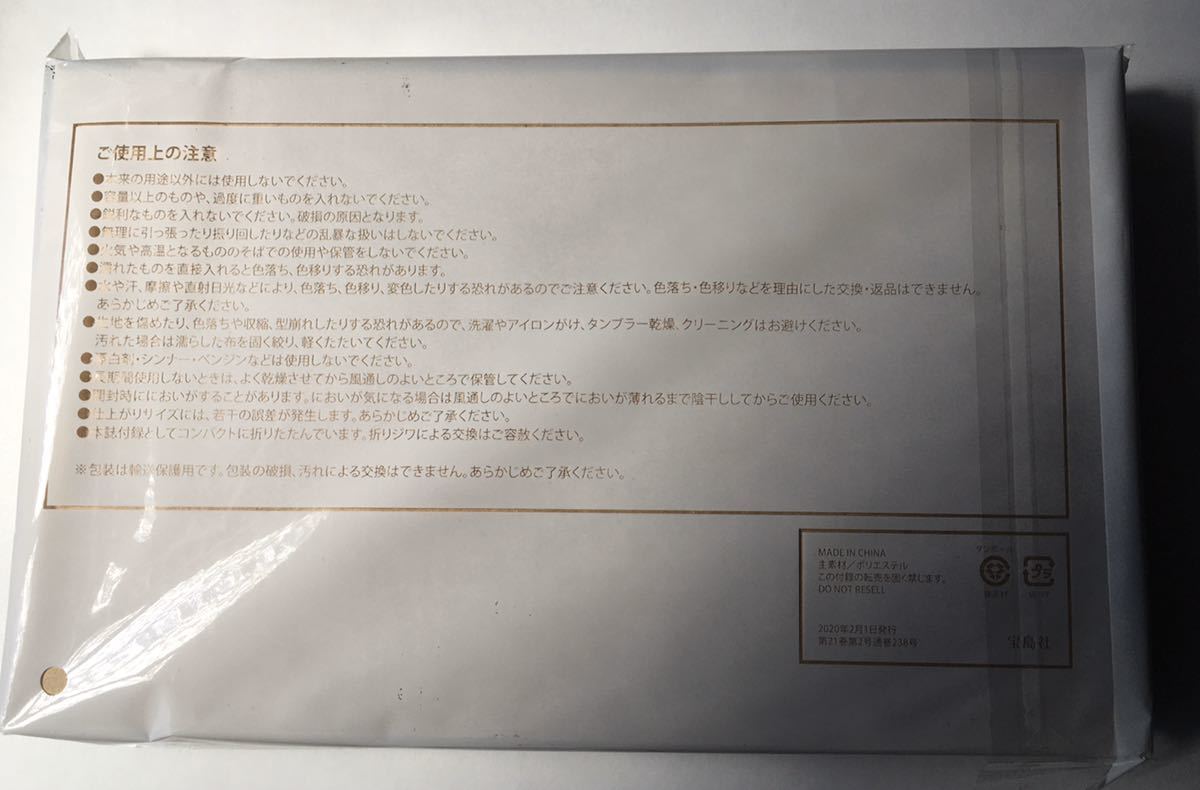 ご使用上の注意
●本来の用途以外には使用しないでください。
●容量以上のものや、過度に重いものを入れないでください。
●鋭利なものを入れないでください。破損の原因となります。
●無理に引っ張ったり振り回したりなどの乱暴な扱いはしないでください。
●火気や高温となるもののそばでの使用や保管をしないでください。
●濡れたものを直接入れると色落ち、色移りする恐れがあります。
●水や汗、摩擦や直射日光などにより、色落ち、色移り、変色したりする恐れがあるのでご注意ください。色落ち・色移りなどを理由にした交換・返品はできません。
あらかじめご了承ください。
●生地を傷めたり、色落ちや収縮、型崩れしたりする恐れがあるので、洗濯やアイロンがけ、タンブラー乾燥、クリーニングはお避けください。
汚れた場合は濡らした布を固く絞り、軽くたたいてください。
●漂白剤・シンナー・ベンジンなどは使用しないでください。
●長期間使用しないときは、よく乾燥させてから風通しのよいところで保管してください。
●開封時ににおいがすることがあります。においが気になる場合は風通しのよいところでにおいが薄れるまで陰干ししてからご使用ください。
●仕上がりサイズには、若干の誤差が発生します。あらかじめご了承ください。
●本誌付録としてコンパクトに折りたたんでいます。折りジワによる交換はご容赦ください。
※包装は輸送保護用です。包装の破損、汚れによる交換はできません。あらかじめご了承ください。
MADE IN CHINA
主素材/ポリエステル
この付録の転売を固く禁じます。
DO NOT RESELL
ダンボール
プラ
2020年2月1日発行
第21巻第2号通巻238号
宝島社